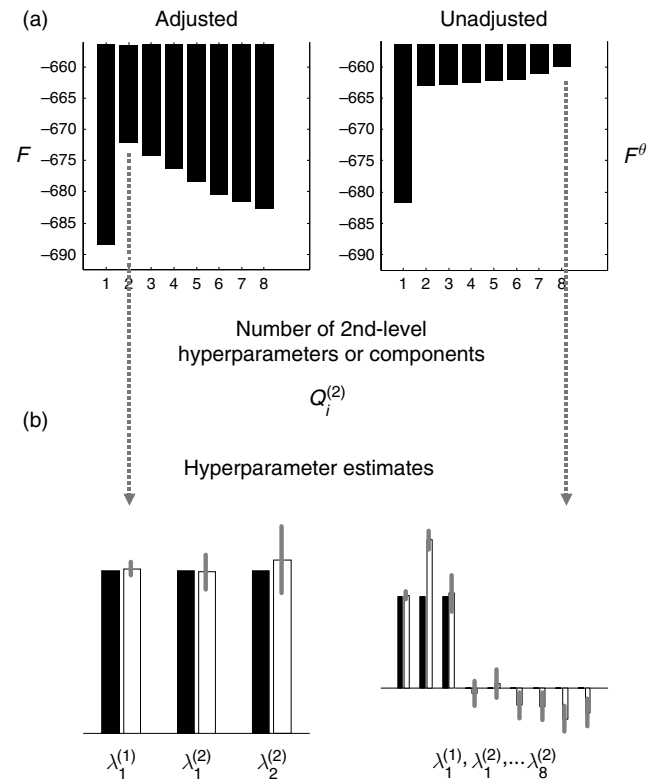 (a)
Adjusted
Unadjusted
−660
−665
−670
−675
−680
−685
−690
F
1 2 3 4 5 6 7 8
−660
−665
−670
−675
−680
−685
−690
F^θ
1 2 3 4 5 6 7 8
Number of 2nd-level
hyperparameters or components
Q_i^(2)
(b)
Hyperparameter estimates
λ_1^(1) λ_1^(2) λ_2^(2)
λ_1^(1), λ_1^(2),... λ_8^(2)